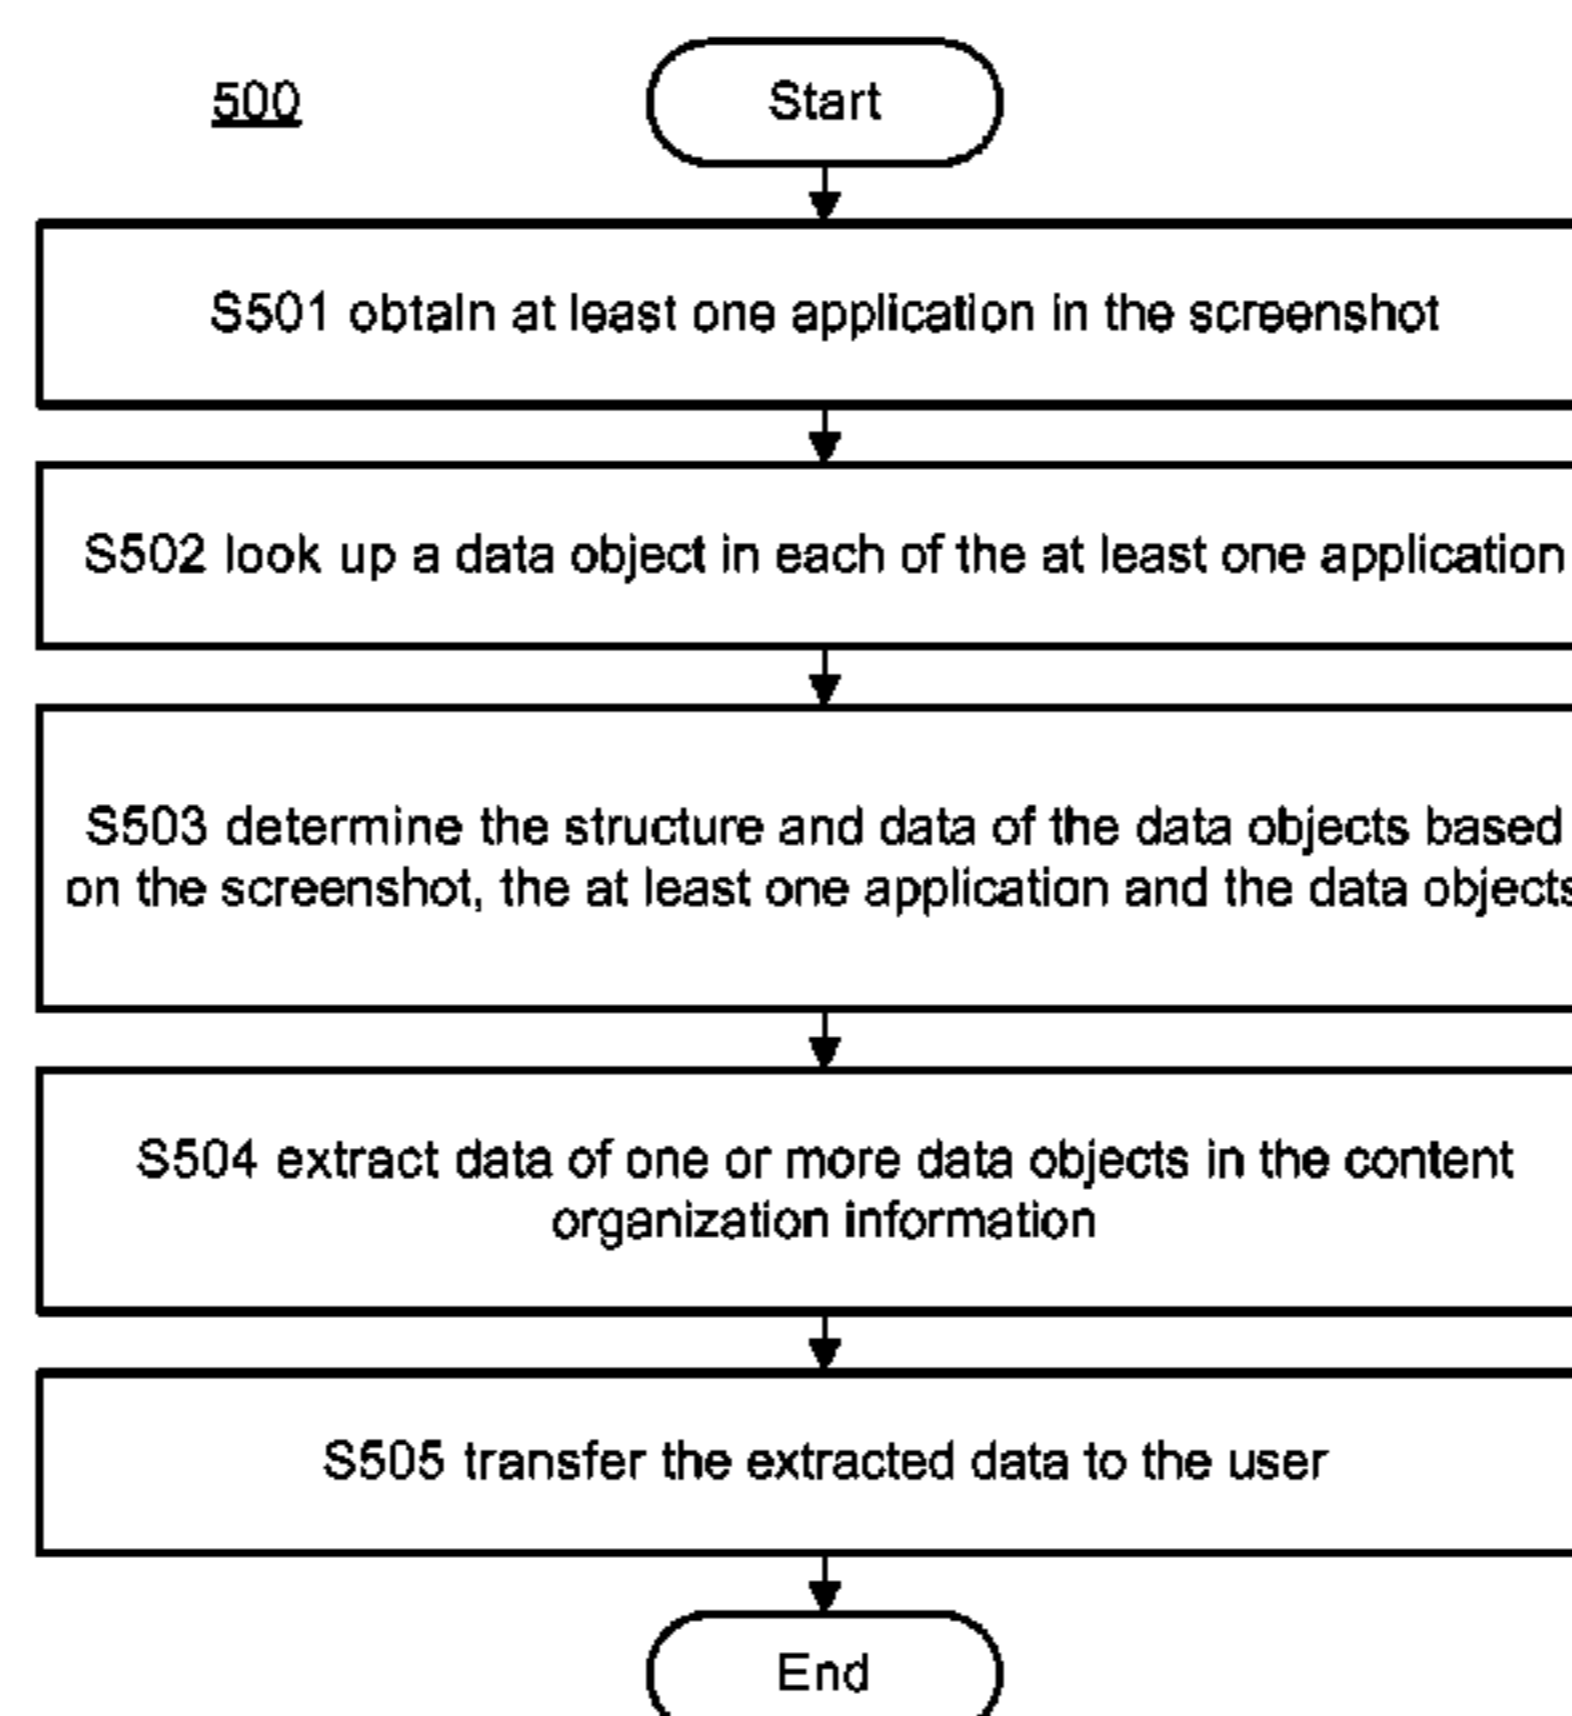 500
Start
S501 obtain at least one application in the screenshot
S502 look up a data object in each of the at least one application
S503 determine the structure and data of the data objects based
on the screenshot, the at least one application and the data objects
S504 extract data of one or more data objects in the content
organization information
S505 transfer the extracted data to the user
End